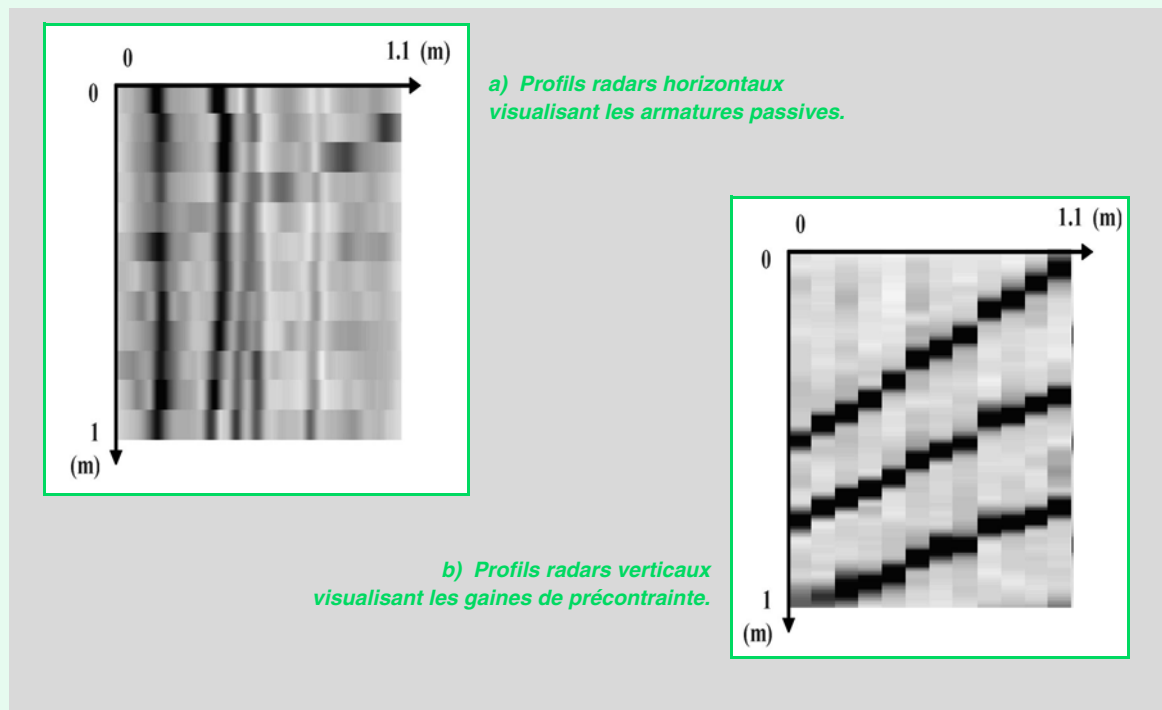 0
1.1 (m)
0
1
(m)
a) Profils radars horizontaux
visualisant les armatures passives.
0
1.1 (m)
0
1
(m)
b) Profils radars verticaux
visualisant les gaines de précontrainte.